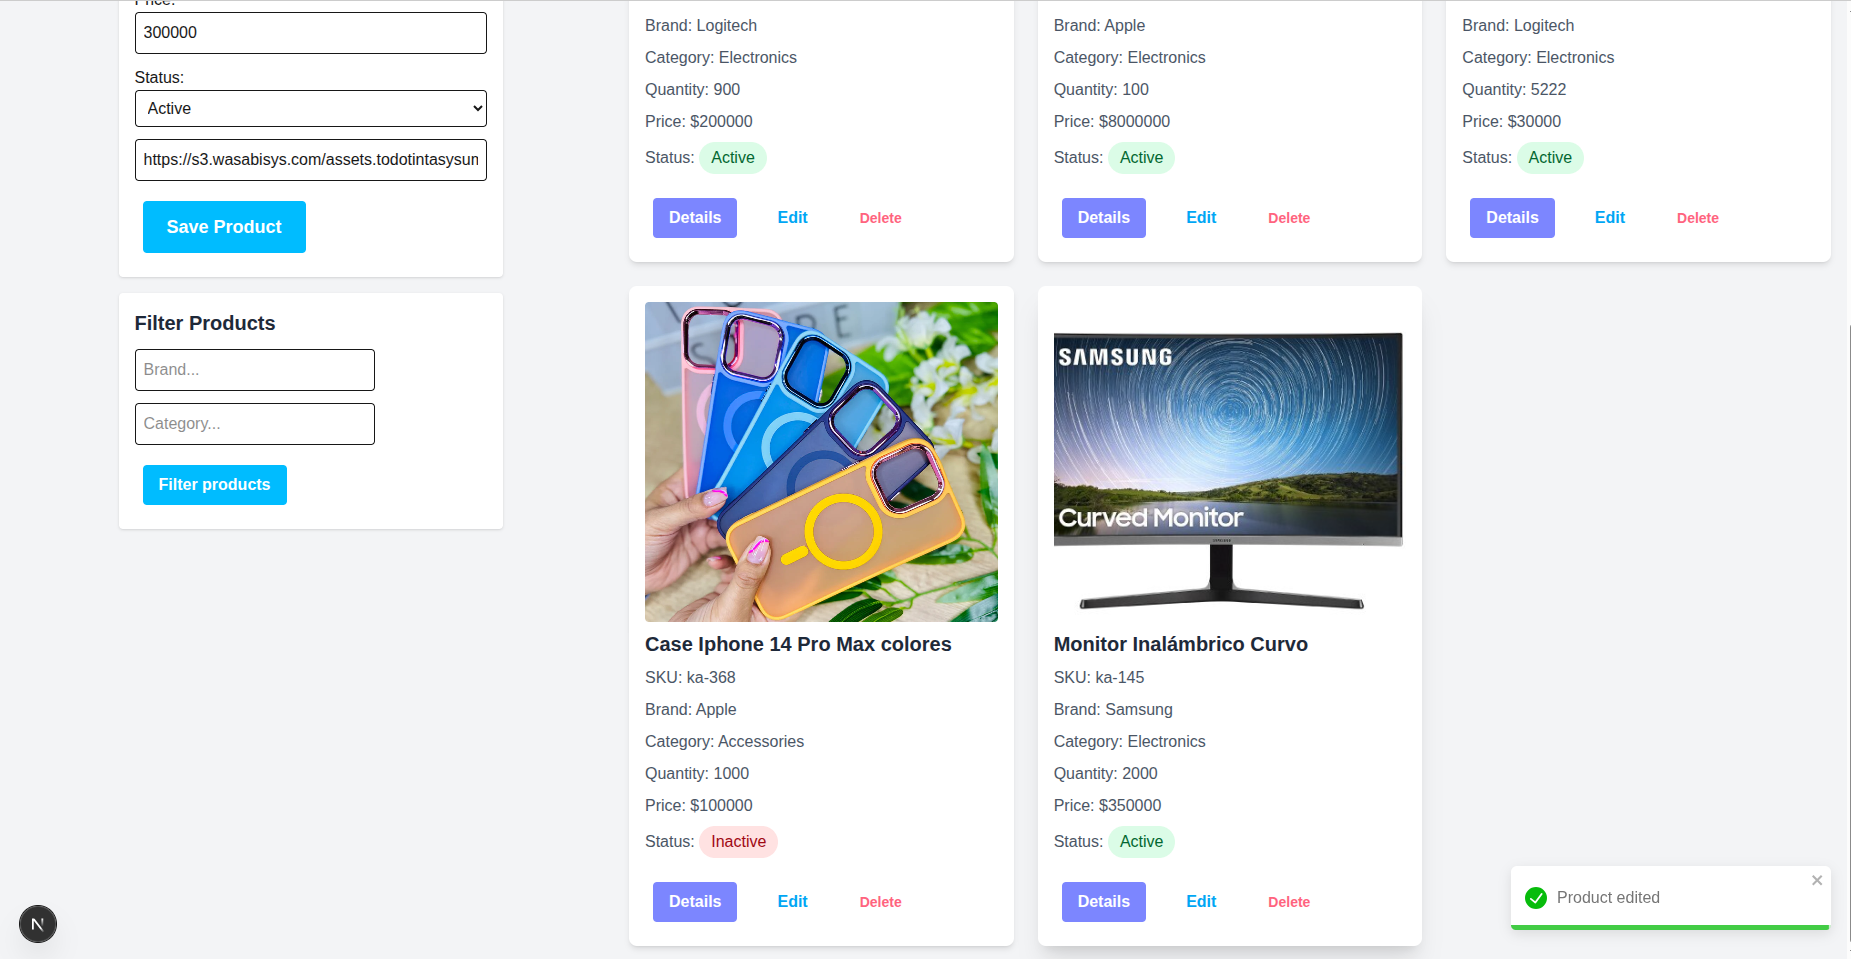 Price:
300000
Status:
Active
https://s3.wasabisys.com/assets.todotintasysun
Save Product
Filter Products
Brand...
Category...
Filter products
Brand: Logitech
Category: Electronics
Quantity: 900
Price: $200000
Status: Active
Details Edit Delete
Brand: Apple
Category: Electronics
Quantity: 100
Price: $8000000
Status: Active
Details Edit Delete
Brand: Logitech
Category: Electronics
Quantity: 5222
Price: $30000
Status: Active
Details Edit Delete
Case Iphone 14 Pro Max colores
SKU: ka-368
Brand: Apple
Category: Accessories
Quantity: 1000
Price: $100000
Status: Inactive
Details Edit Delete
SAMSUNG
Curved Monitor
Monitor Inalámbrico Curvo
SKU: ka-145
Brand: Samsung
Category: Electronics
Quantity: 2000
Price: $350000
Status: Active
Details Edit Delete
Product edited
N